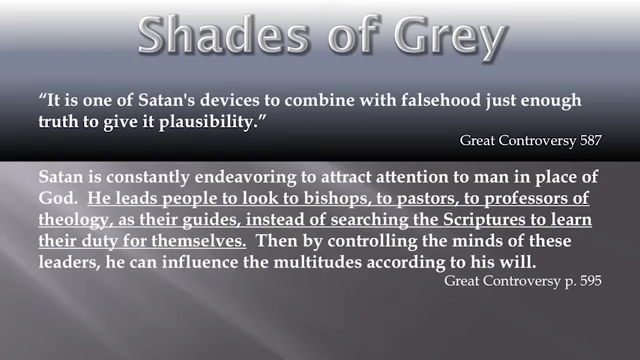 Shades of Grey
“It is one of Satan's devices to combine with falsehood just enough
truth to give it plausibility.”
Great Controversy 587
Satan is constantly endeavoring to attract attention to man in place of
God.  He leads people to look to bishops, to pastors, to professors of
theology, as their guides, instead of searching the Scriptures to learn
their duty for themselves.  Then by controlling the minds of these
leaders, he can influence the multitudes according to his will.
Great Controversy p. 595